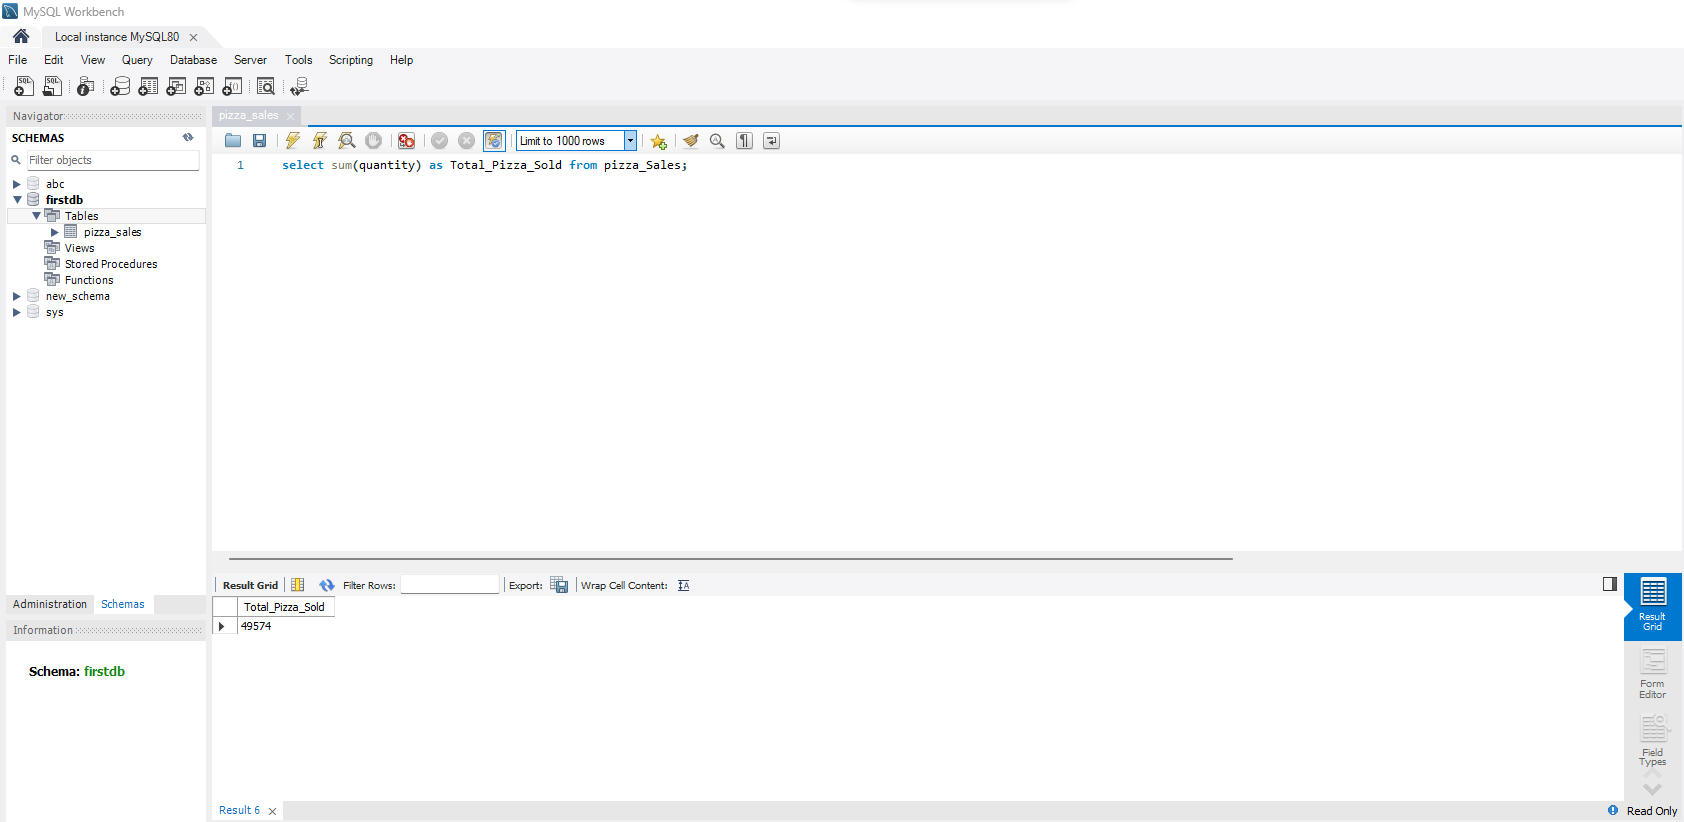 MySQL Workbench
Local instance MySQL80
File Edit View Query Database Server Tools Scripting Help
Navigator
SCHEMAS
Filter objects
abc
firstdb
Tables
pizza_sales
Views
Stored Procedures
Functions
new_schema
sys
Administration Schemas
Information
Schema: firstdb
pizza_sales
Limit to 1000 rows
1 select sum(quantity) as Total_Pizza_Sold from pizza_Sales;
Result Grid Filter Rows: Export: Wrap Cell Content:
Total_Pizza_Sold
49574
Result
Grid
Form
Editor
Field
Types
Result 6
Read Only